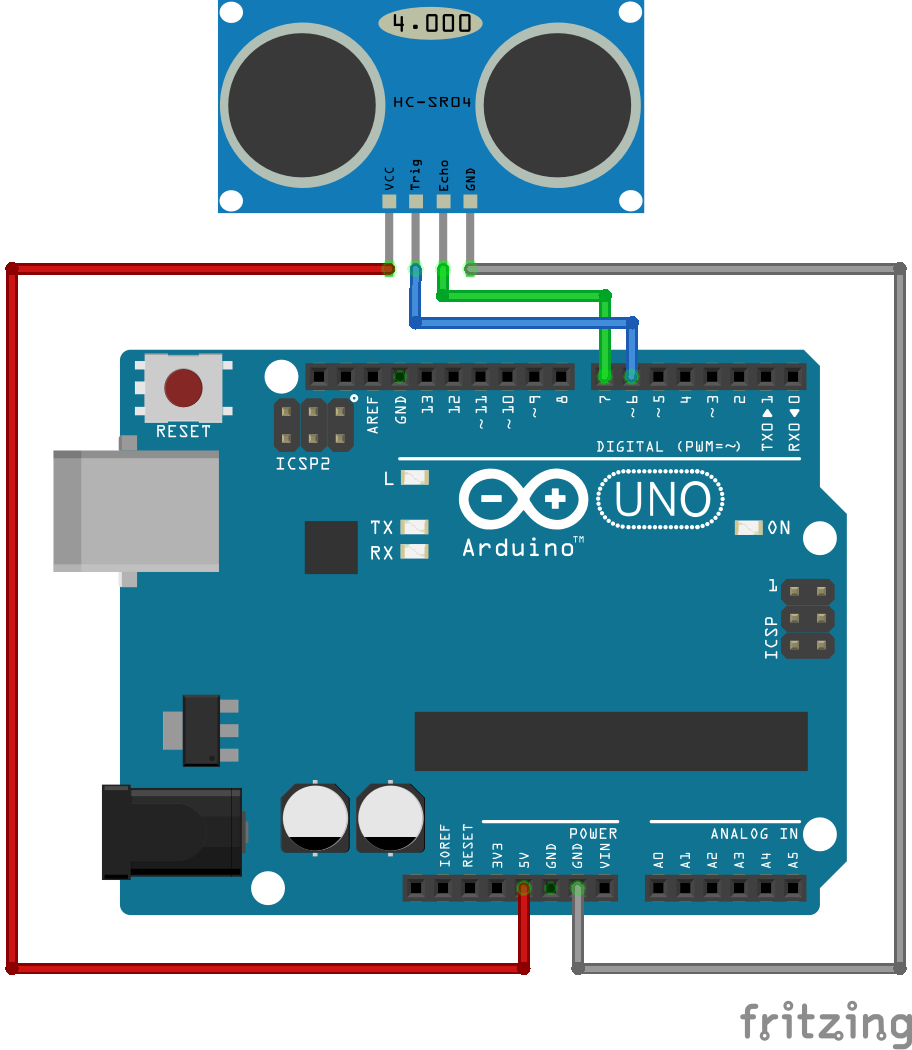 4.000
HC-SR04
VCC
Trig
Echo
GND
RESET
ICSP2
AREF
GND
13
12
~11
~10
~9
8
7
~6
~5
4
~3
2
TX0▶1
RX0◀0
DIGITAL (PWM=~)
L
TX
RX
Arduino™
UNO
ON
1
ICSP
IOREF
RESET
3V3
5V
GND
GND
VIN
POWER
ANALOG IN
A0
A1
A2
A3
A4
A5
fritzing